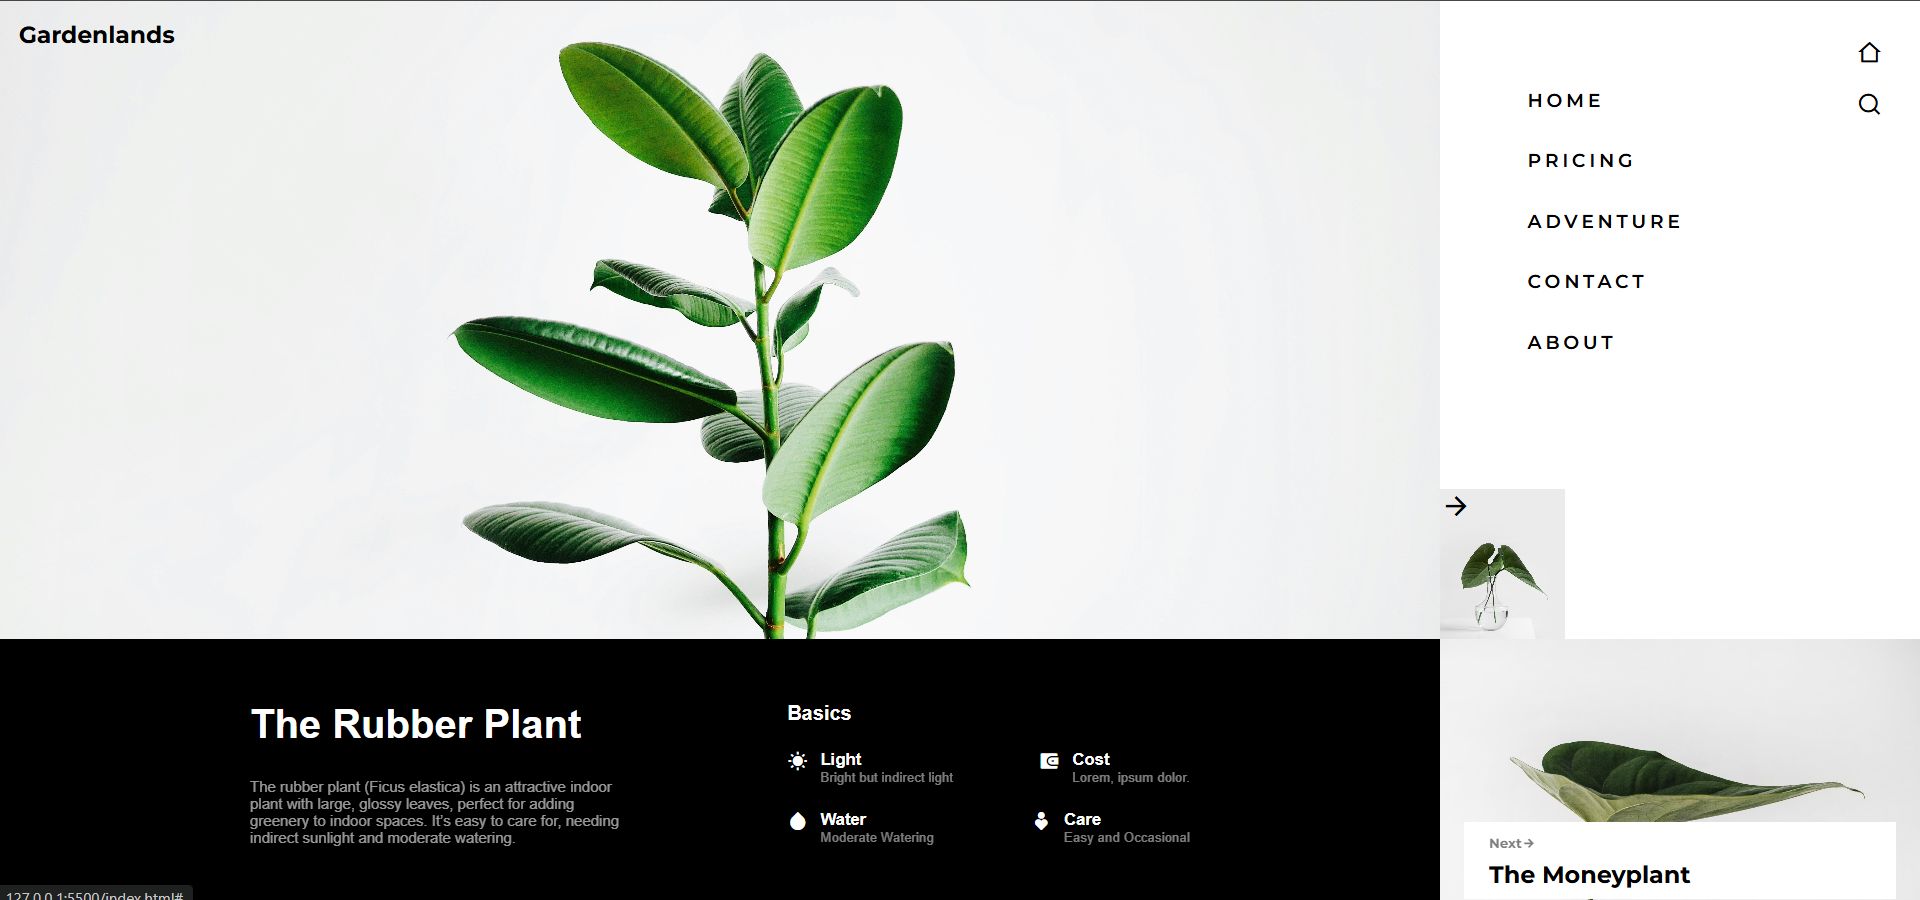 Gardenlands
HOME
PRICING
ADVENTURE
CONTACT
ABOUT
The Rubber Plant
The rubber plant (Ficus elastica) is an attractive indoor
plant with large, glossy leaves, perfect for adding
greenery to indoor spaces. It's easy to care for, needing
indirect sunlight and moderate watering.
Basics
Light
Bright but indirect light
Cost
Lorem, ipsum dolor.
Water
Moderate Watering
Care
Easy and Occasional
Next→
The Moneyplant
127.0.0.1:5500/index.html#